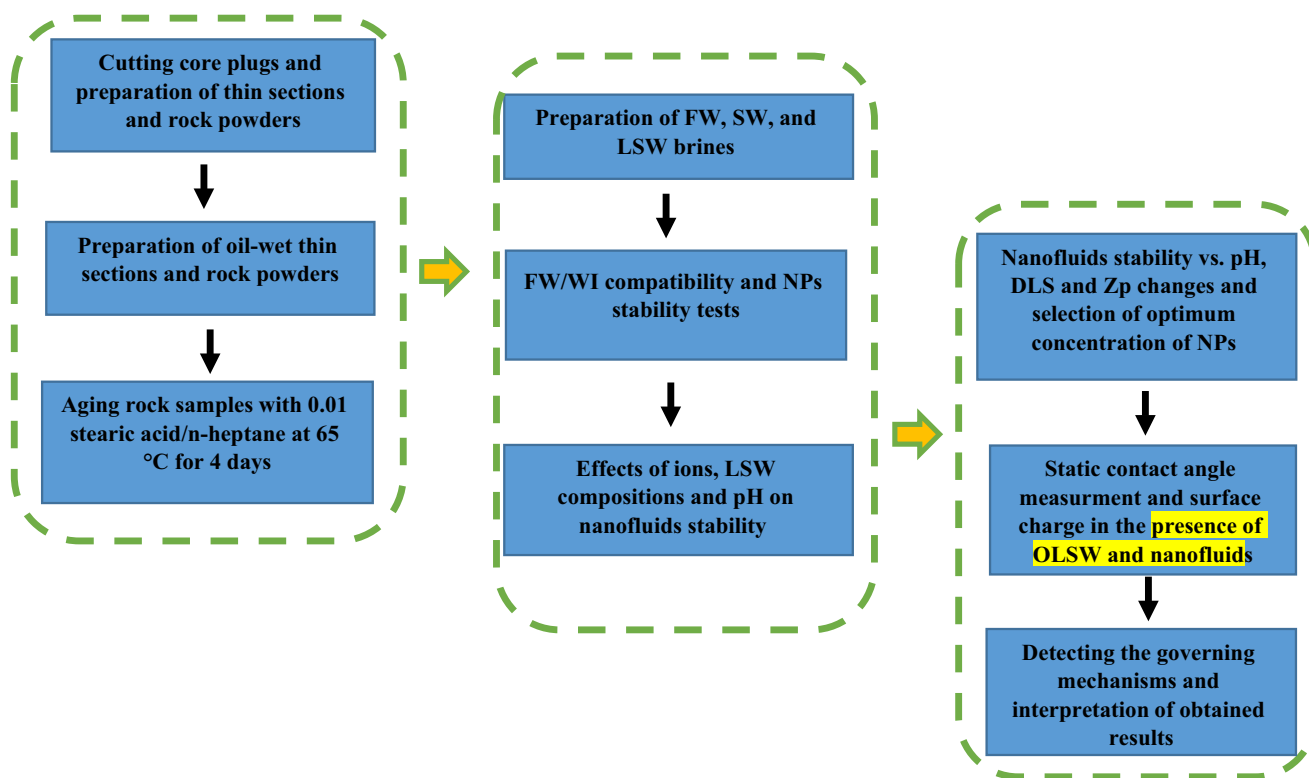 Cutting core plugs and
preparation of thin sections
and rock powders
Preparation of oil-wet thin
sections and rock powders
Aging rock samples with 0.01
stearic acid/n-heptane at 65
°C for 4 days
Preparation of FW, SW, and
LSW brines
FW/WI compatibility and NPs
stability tests
Effects of ions, LSW
compositions and pH on
nanofluids stability
Nanofluids stability vs. pH,
DLS and Zp changes and
selection of optimum
concentration of NPs
Static contact angle
measurment and surface
charge in the presence of
OLSW and nanofluids
Detecting the governing
mechanisms and
interpretation of obtained
results